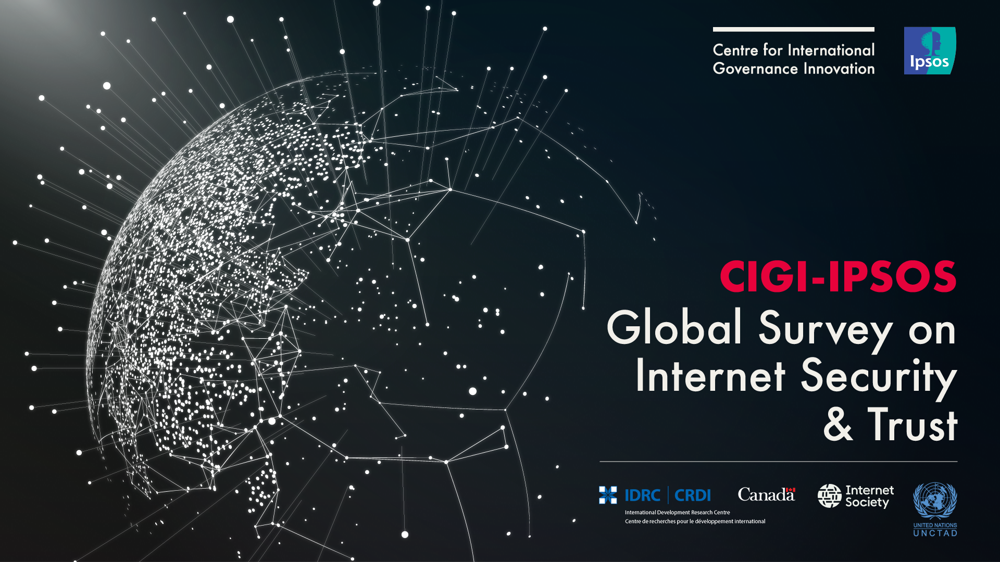 Centre for International
Governance Innovation
Ipsos
CIGI-IPSOS
Global Survey on
Internet Security
& Trust
IDRC | CRDI
International Development Research Centre
Centre de recherches pour le développement international
Canada
Internet
Society
UNITED NATIONS
UNCTAD